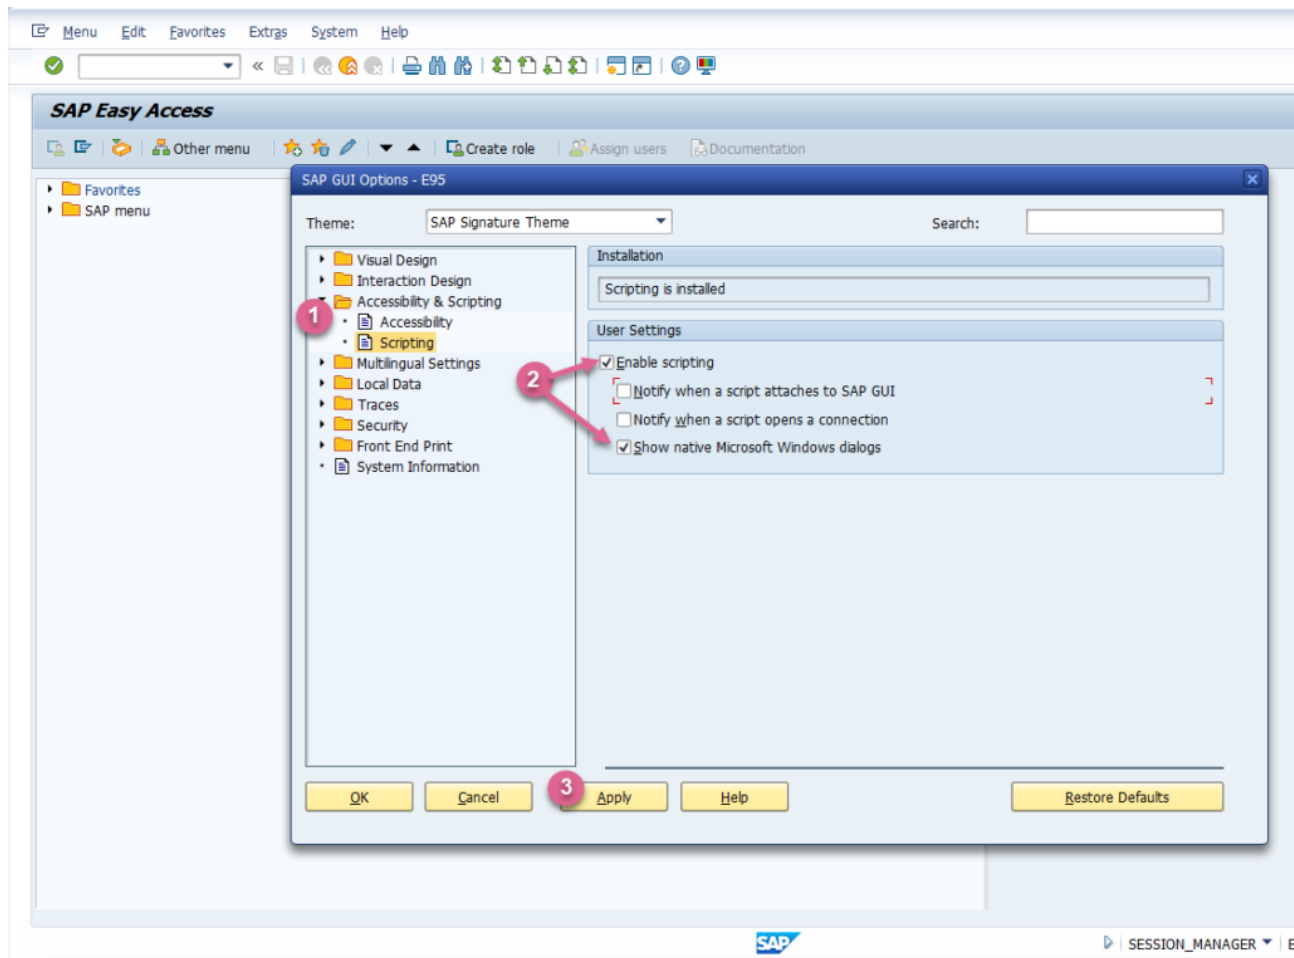 Menu Edit Favorites Extras System Help
SAP Easy Access
Other menu Create role Assign users Documentation
Favorites
SAP menu
SAP GUI Options - E95
Theme: SAP Signature Theme Search:
Visual Design
Interaction Design
Accessibility & Scripting
1
Accessibility
Scripting
Multilingual Settings
Local Data
Traces
Security
Front End Print
System Information
Installation
Scripting is installed
User Settings
Enable scripting
2
Notify when a script attaches to SAP GUI
Notify when a script opens a connection
Show native Microsoft Windows dialogs
OK Cancel 3 Apply Help Restore Defaults
SAP SESSION_MANAGER